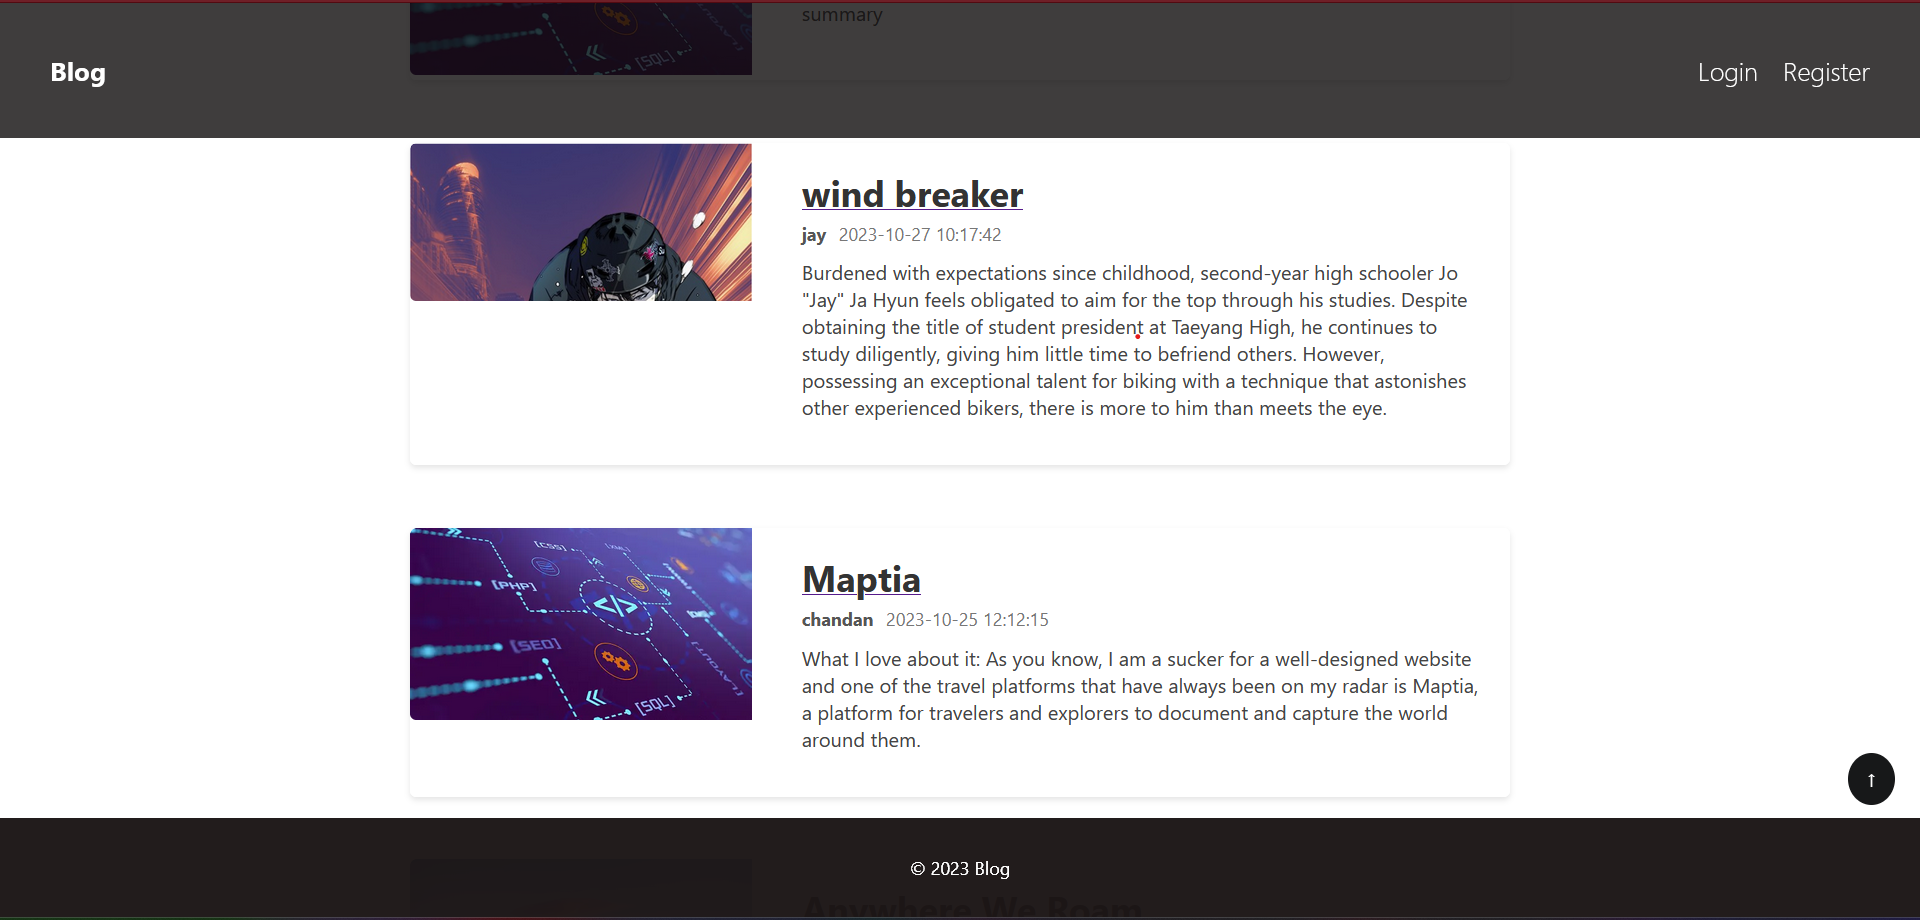 summary
Blog
Login Register
wind breaker
jay 2023-10-27 10:17:42
Burdened with expectations since childhood, second-year high schooler Jo
"Jay" Ja Hyun feels obligated to aim for the top through his studies. Despite
obtaining the title of student president at Taeyang High, he continues to
study diligently, giving him little time to befriend others. However,
possessing an exceptional talent for biking with a technique that astonishes
other experienced bikers, there is more to him than meets the eye.
[SQL]
[CSS]
[XML]
[PHP]
</>
[SEO]
[SQL]
Maptia
chandan 2023-10-25 12:12:15
What I love about it: As you know, I am a sucker for a well-designed website
and one of the travel platforms that have always been on my radar is Maptia,
a platform for travelers and explorers to document and capture the world
around them.
↑
© 2023 Blog
Anywhere We Roam